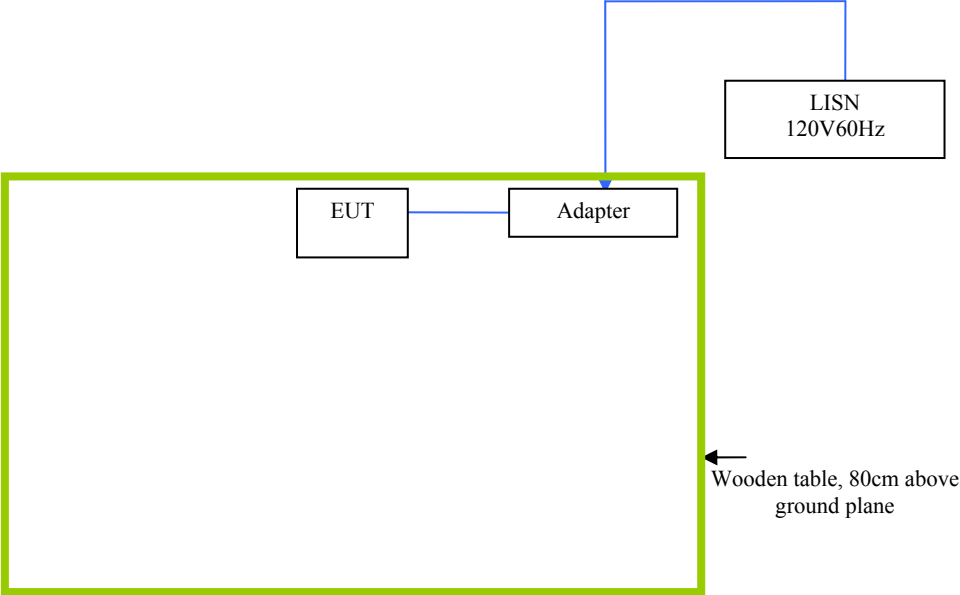 LISN
120V60Hz
EUT
Adapter
Wooden table, 80cm above
ground plane